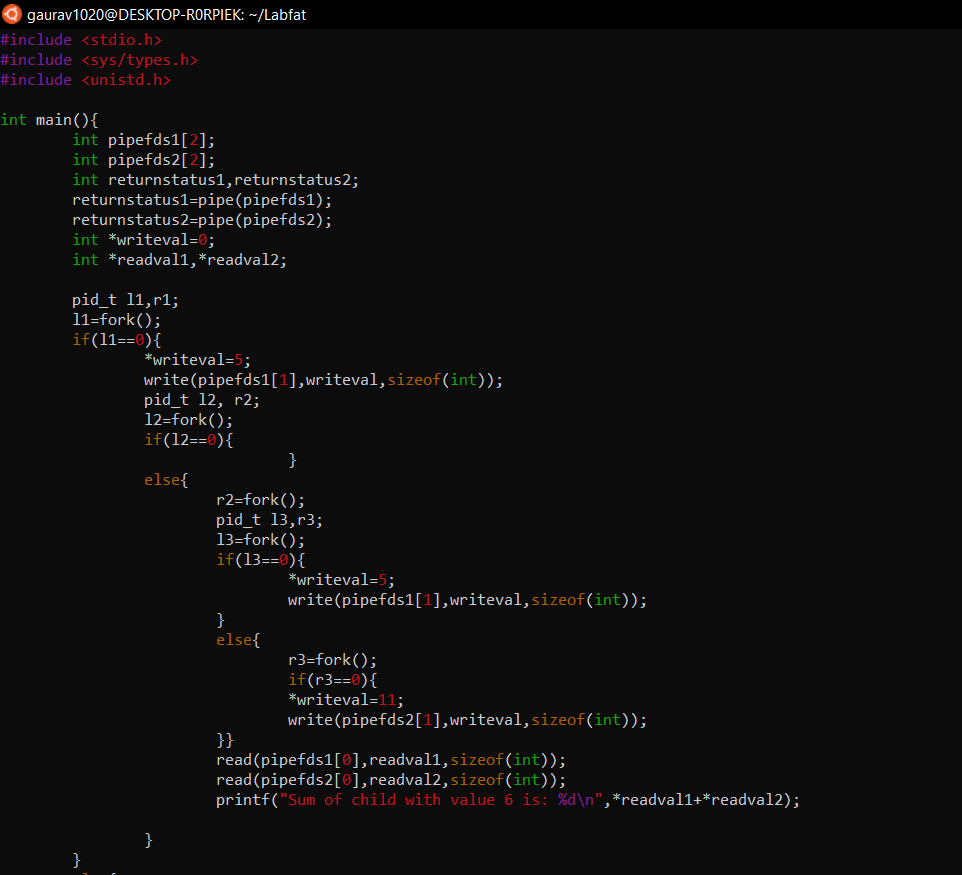 gaurav1020@DESKTOP-R0RPIEK: ~/Labfat
#include <stdio.h>
#include <sys/types.h>
#include <unistd.h>

int main(){
        int pipefds1[2];
        int pipefds2[2];
        int returnstatus1,returnstatus2;
        returnstatus1=pipe(pipefds1);
        returnstatus2=pipe(pipefds2);
        int *writeval=0;
        int *readval1,*readval2;

        pid_t l1,r1;
        l1=fork();
        if(l1==0){
                *writeval=5;
                write(pipefds1[1],writeval,sizeof(int));
                pid_t l2, r2;
                l2=fork();
                if(l2==0){
                                }
                else{
                        r2=fork();
                        pid_t l3,r3;
                        l3=fork();
                        if(l3==0){
                                *writeval=5;
                                write(pipefds1[1],writeval,sizeof(int));
                        }
                        else{
                                r3=fork();
                                if(r3==0){
                                *writeval=11;
                                write(pipefds2[1],writeval,sizeof(int));
                        }}
                        read(pipefds1[0],readval1,sizeof(int));
                        read(pipefds2[0],readval2,sizeof(int));
                        printf("Sum of child with value 6 is: %d\n",*readval1+*readval2);

                }
        }